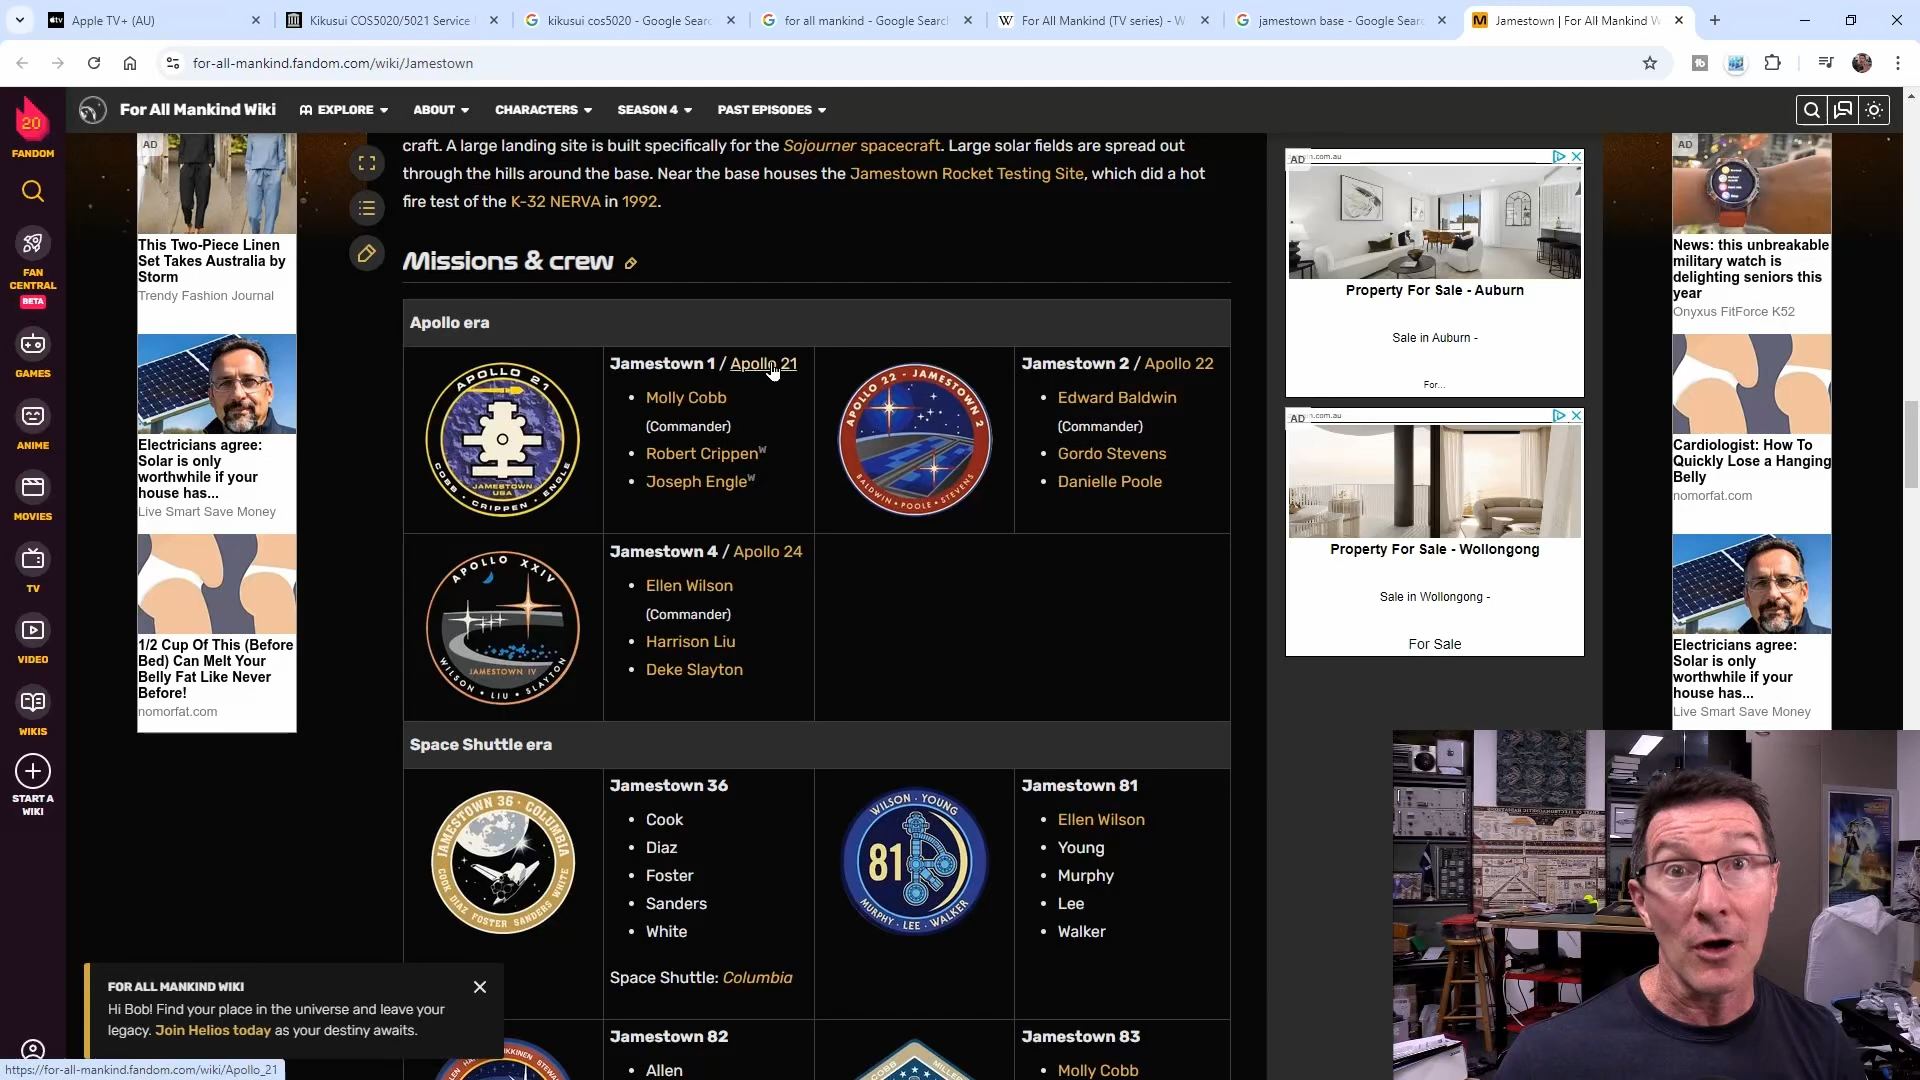 Apple TV+ (AU)
Kikusui COS5020/5021 Service
kikusui cos5020 - Google Searc
for all mankind - Google Search
For All Mankind (TV series) - W
jamestown base - Google Searc
Jamestown | For All Mankind W
for-all-mankind.fandom.com/wiki/Jamestown
For All Mankind Wiki
EXPLORE
ABOUT
CHARACTERS
SEASON 4
PAST EPISODES
20
FANDOM
FAN
CENTRAL
BETA
GAMES
ANIME
MOVIES
TV
VIDEO
WIKIS
START A
WIKI
AD
This Two-Piece Linen
Set Takes Australia by
Storm
Trendy Fashion Journal
Electricians agree:
Solar is only
worthwhile if your
house has...
Live Smart Save Money
1/2 Cup Of This (Before
Bed) Can Melt Your
Belly Fat Like Never
Before!
nomorfat.com
craft. A large landing site is built specifically for the Sojourner spacecraft. Large solar fields are spread out
through the hills around the base. Near the base houses the Jamestown Rocket Testing Site, which did a hot
fire test of the K-32 NERVA in 1992.
Missions & crew
Apollo era
APOLLO 21
JAMESTOWN
USA
COBB • CRIPPEN • ENGLE
Jamestown 1 / Apollo 21
Molly Cobb
(Commander)
Robert Crippen W
Joseph Engle W
APOLLO 22 - JAMESTOWN 2
BALDWIN • POOLE • STEVENS
Jamestown 2 / Apollo 22
Edward Baldwin
(Commander)
Gordo Stevens
Danielle Poole
APOLLO XXIV
JAMESTOWN IV
WILSON • LIU • SLAYTON
Jamestown 4 / Apollo 24
Ellen Wilson
(Commander)
Harrison Liu
Deke Slayton
Space Shuttle era
JAMESTOWN 36 • COLUMBIA
COOK DIAZ FOSTER SANDERS WHITE
Jamestown 36
Cook
Diaz
Foster
Sanders
White
Space Shuttle: Columbia
WILSON • YOUNG
81
MURPHY • LEE • WALKER
Jamestown 81
Ellen Wilson
Young
Murphy
Lee
Walker
Jamestown 82
Allen
Jamestown 83
Molly Cobb
AD
n.com.au
Property For Sale - Auburn
Sale in Auburn -
For...
AD
n.com.au
Property For Sale - Wollongong
Sale in Wollongong -
For Sale
AD
News: this unbreakable
military watch is
delighting seniors this
year
Onyxus FitForce K52
Cardiologist: How To
Quickly Lose a Hanging
Belly
nomorfat.com
Electricians agree:
Solar is only
worthwhile if your
house has...
Live Smart Save Money
FOR ALL MANKIND WIKI
Hi Bob! Find your place in the universe and leave your
legacy. Join Helios today as your destiny awaits.
https://for-all-mankind.fandom.com/wiki/Apollo_21